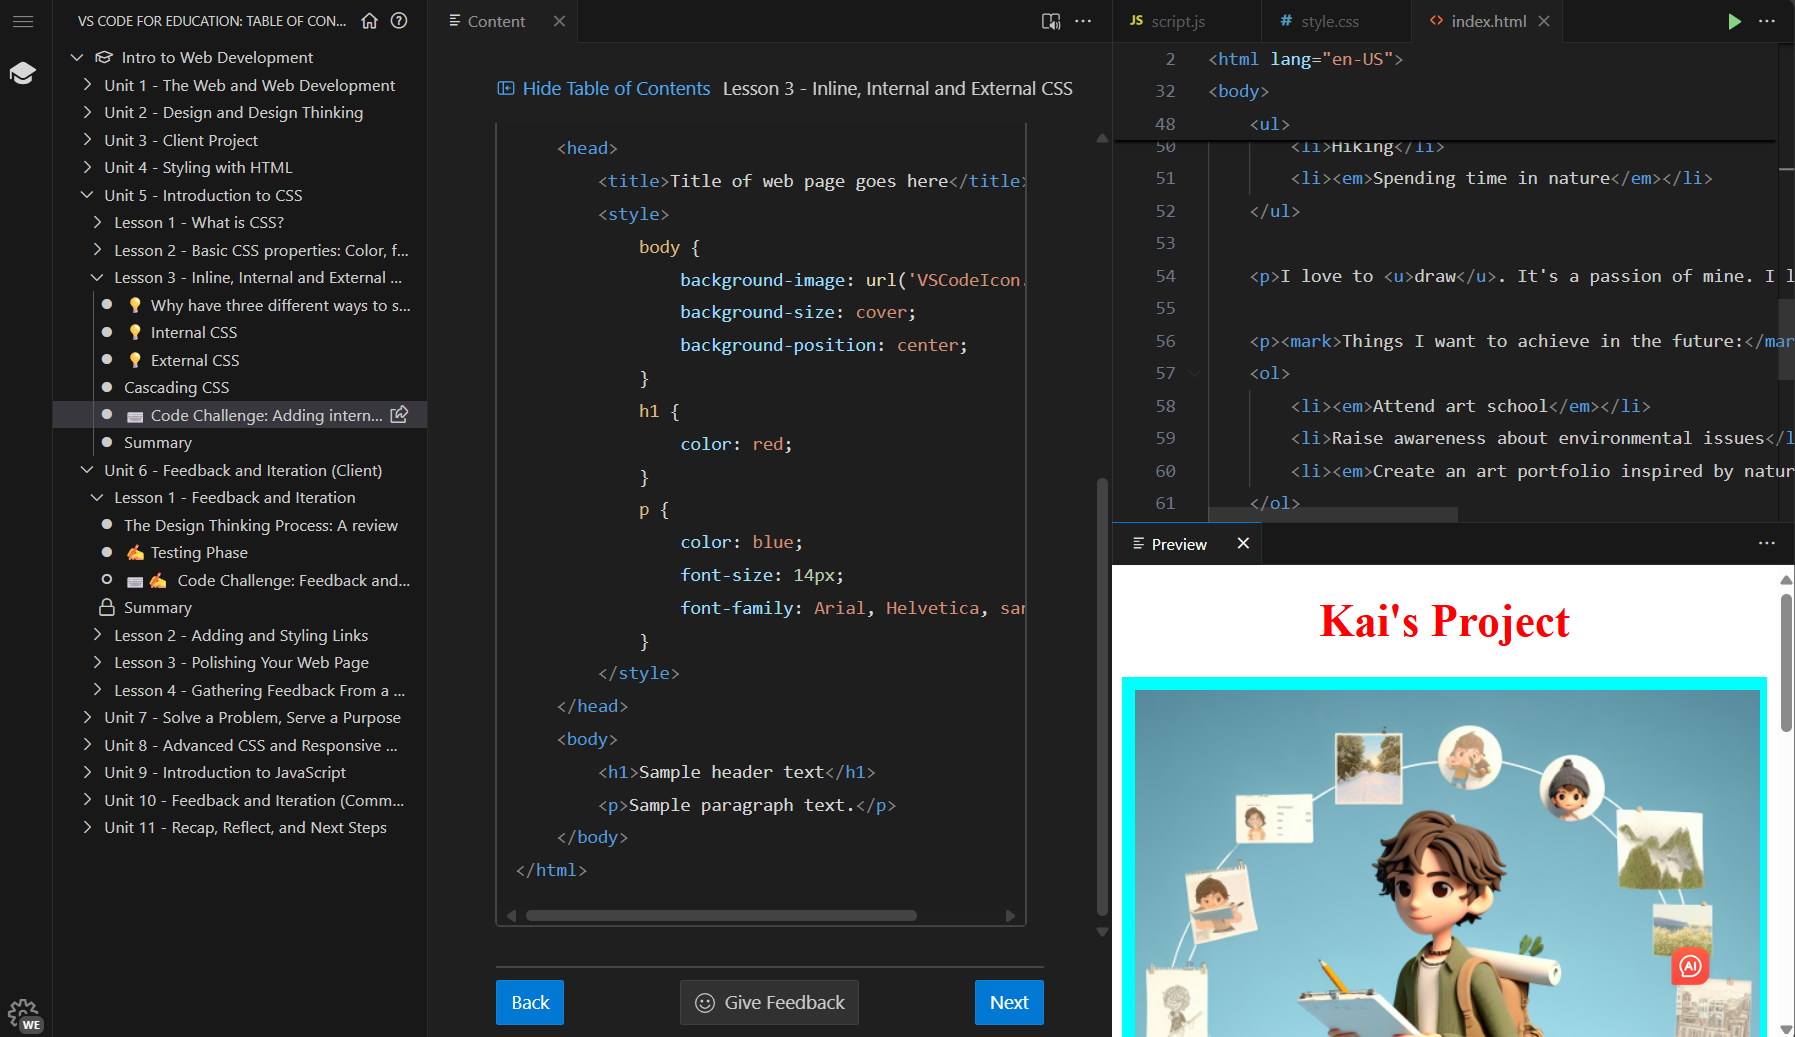 VS CODE FOR EDUCATION: TABLE OF CON...
Intro to Web Development
Unit 1 - The Web and Web Development
Unit 2 - Design and Design Thinking
Unit 3 - Client Project
Unit 4 - Styling with HTML
Unit 5 - Introduction to CSS
Lesson 1 - What is CSS?
Lesson 2 - Basic CSS properties: Color, f...
Lesson 3 - Inline, Internal and External ...
Why have three different ways to s...
Internal CSS
External CSS
Cascading CSS
Code Challenge: Adding intern...
Summary
Unit 6 - Feedback and Iteration (Client)
Lesson 1 - Feedback and Iteration
The Design Thinking Process: A review
Testing Phase
Code Challenge: Feedback and...
Summary
Lesson 2 - Adding and Styling Links
Lesson 3 - Polishing Your Web Page
Lesson 4 - Gathering Feedback From a ...
Unit 7 - Solve a Problem, Serve a Purpose
Unit 8 - Advanced CSS and Responsive ...
Unit 9 - Introduction to JavaScript
Unit 10 - Feedback and Iteration (Comm...
Unit 11 - Recap, Reflect, and Next Steps
WE
Content
Hide Table of Contents Lesson 3 - Inline, Internal and External CSS
<head>
<title>Title of web page goes here</title>
<style>
body {
background-image: url('VSCodeIcon.
background-size: cover;
background-position: center;
}
h1 {
color: red;
}
p {
color: blue;
font-size: 14px;
font-family: Arial, Helvetica, sar
}
</style>
</head>
<body>
<h1>Sample header text</h1>
<p>Sample paragraph text.</p>
</body>
</html>
Back
Give Feedback
Next
JS script.js
# style.css
<> index.html
2 <html lang="en-US">
32 <body>
48 <ul>
50 <li>Hiking</li>
51 <li><em>Spending time in nature</em></li>
52 </ul>
53
54 <p>I love to <u>draw</u>. It's a passion of mine. I l
55
56 <p><mark>Things I want to achieve in the future:</mar
57 <ol>
58 <li><em>Attend art school</em></li>
59 <li>Raise awareness about environmental issues</l
60 <li><em>Create an art portfolio inspired by natur
61 </ol>
Preview
Kai's Project
AI